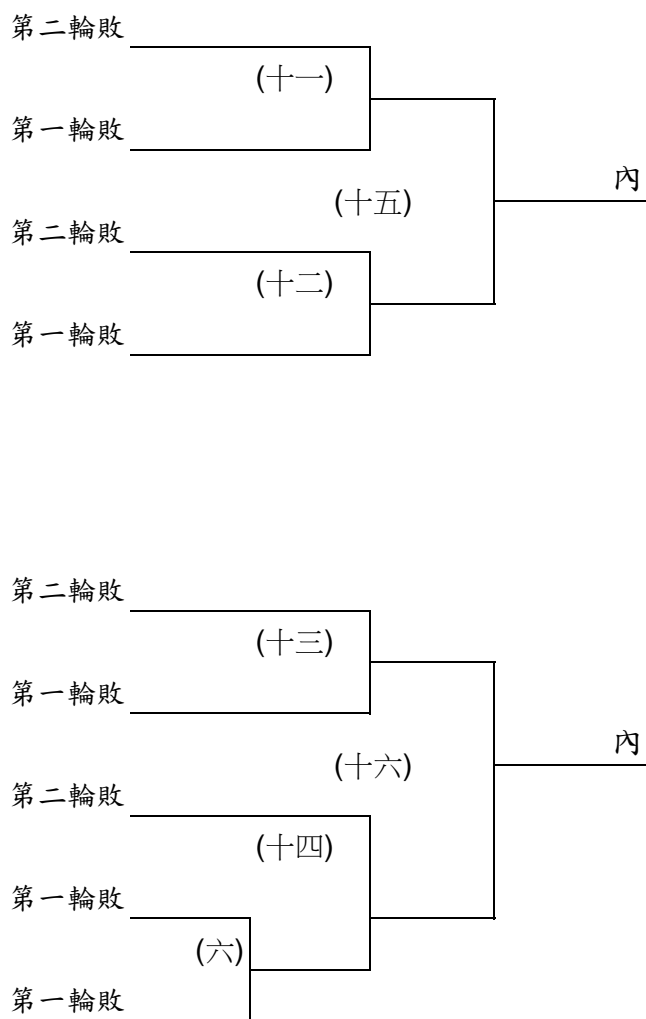 第二輪敗
(十一)
第一輪敗
內
(十五)
第二輪敗
(十二)
第一輪敗
第二輪敗
(十三)
第一輪敗
內
(十六)
第二輪敗
(十四)
第一輪敗
(六)
第一輪敗